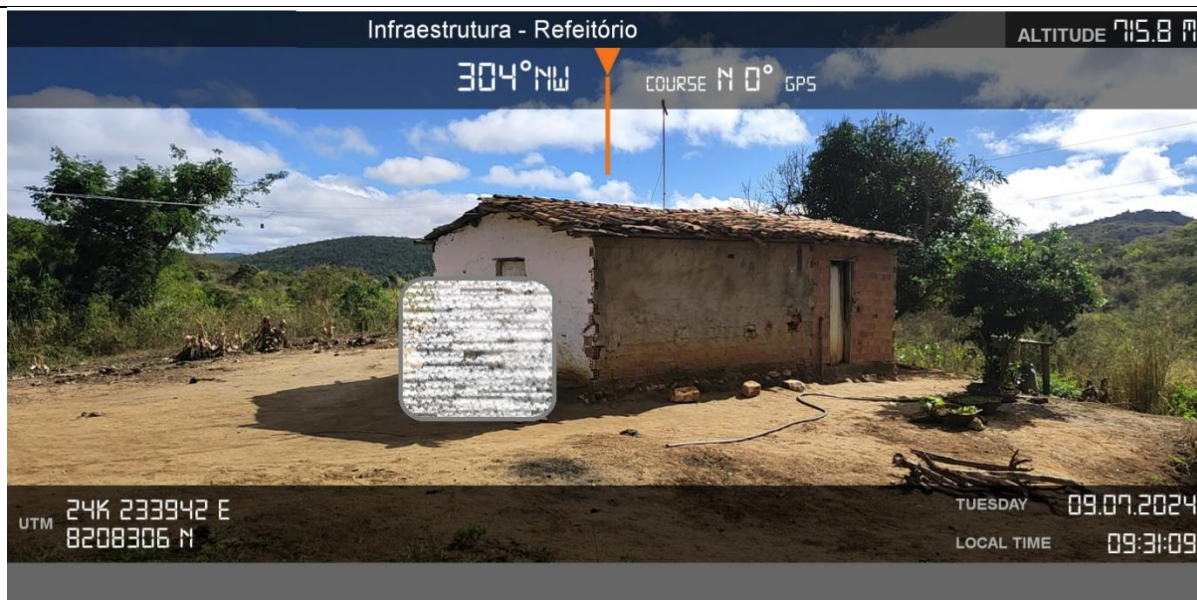 Infraestrutura - Refeitório
ALTITUDE 715.8 M
304°NW
COURSE N 0° GPS
UTM 24K 233942 E
8208306 N
TUESDAY 09.07.2024
LOCAL TIME 09:31:09